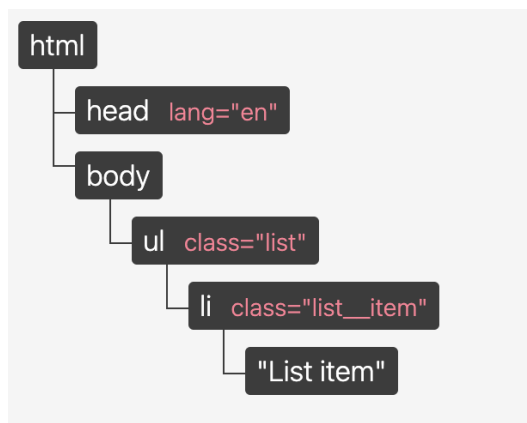 html
head lang="en"
body
ul class="list"
li class="list__item"
"List item"